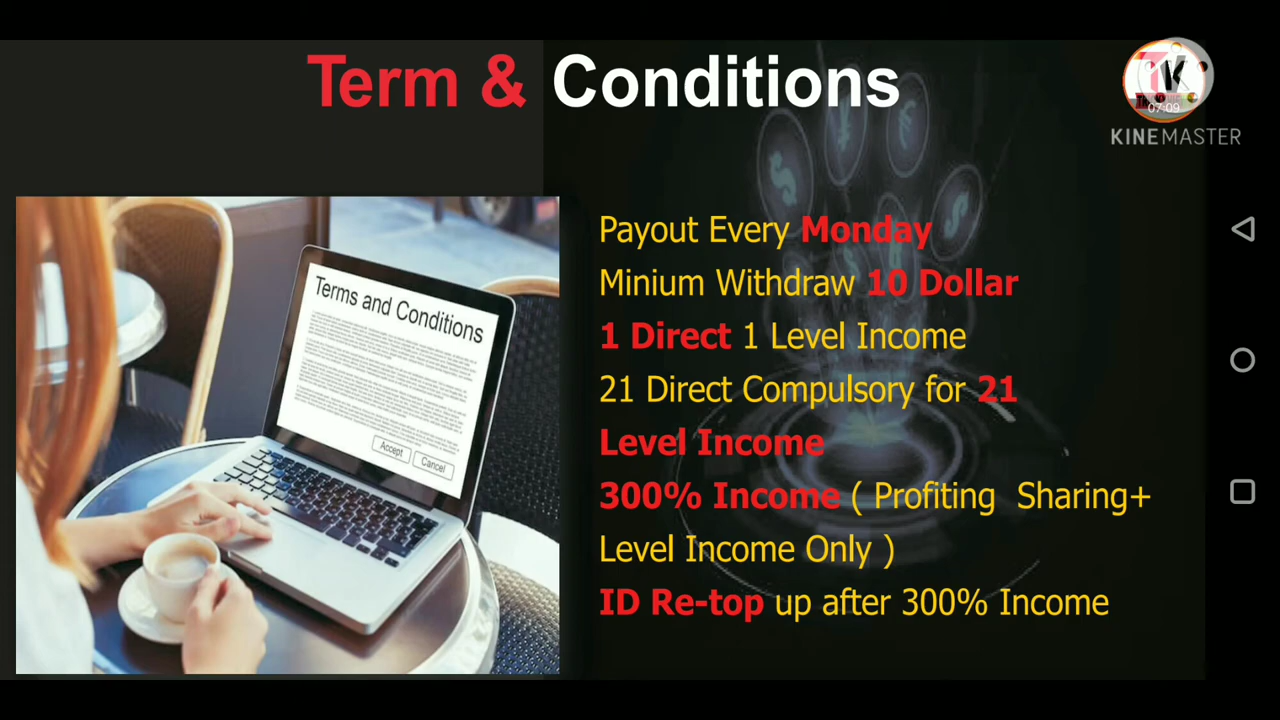 Term & Conditions
07:09
KINEMASTER
Terms and Conditions
Accept
Cancel
Payout Every Monday
Minium Withdraw 10 Dollar
1 Direct 1 Level Income
21 Direct Compulsory for 21
Level Income
300% Income ( Profiting Sharing+
Level Income Only )
ID Re-top up after 300% Income